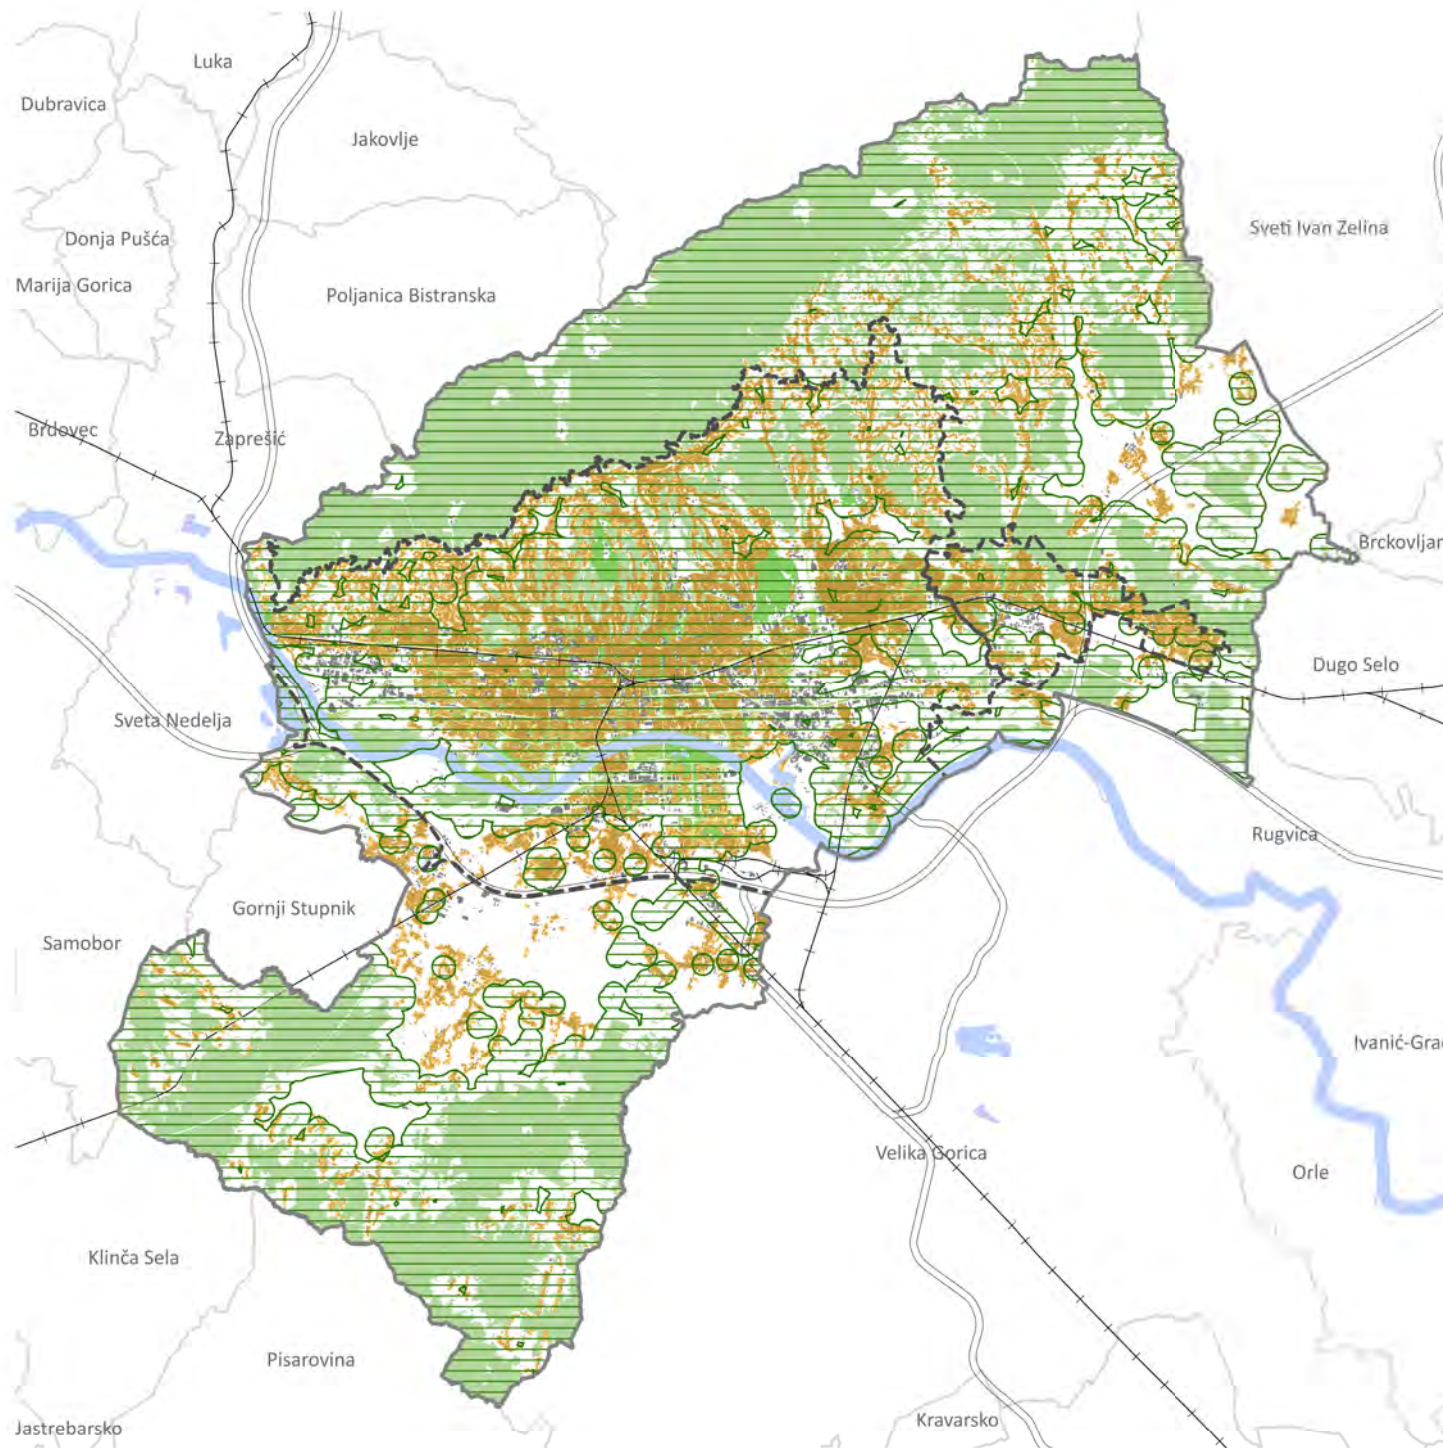 Luka
Dubravica
Jakovlje
Donja Pušća
Sveti Ivan Zelina
Marija Gorica
Poljanica Bistranska
Brdovec
Zaprešić
Brckovljan
Dugo Selo
Sveta Nedelja
Rugvica
Gornji Stupnik
Samobor
Ivanić-Grad
Velika Gorica
Orle
Klinča Sela
Pisarovina
Kravarsko
Jastrebarsko